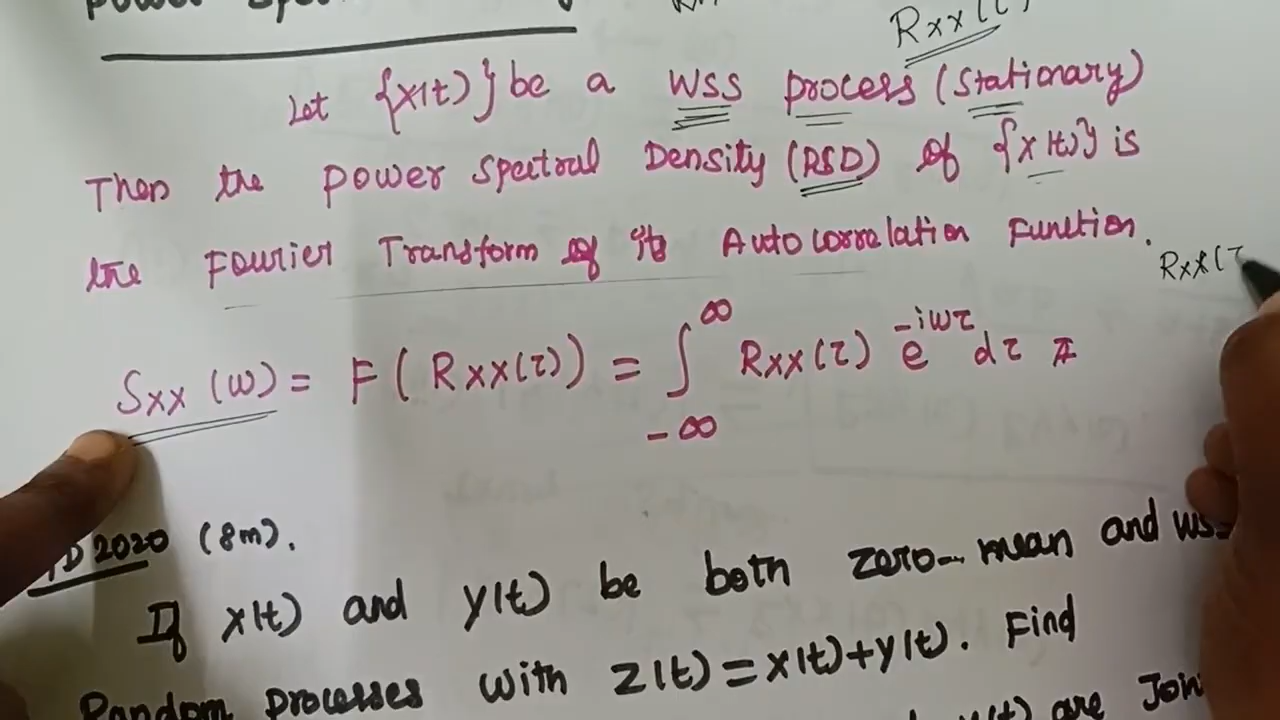 Power Spect
Rxx(τ)
Let {x(t)} be a WSS process (Stationary)
Then the power spectral Density (PSD) of {x(t)} is
the Fourier Transform of its Autocorrelation Function.
Rxx(τ
Sxx (ω) = F ( Rxx(τ)) = ∫ ∞ -∞ Rxx(τ) e^-iωτ dτ
2020 (8m).
If x(t) and y(t) be both zero-mean and WSS
Random processes with Z(t) = x(t)+y(t). Find
y(t) are Join